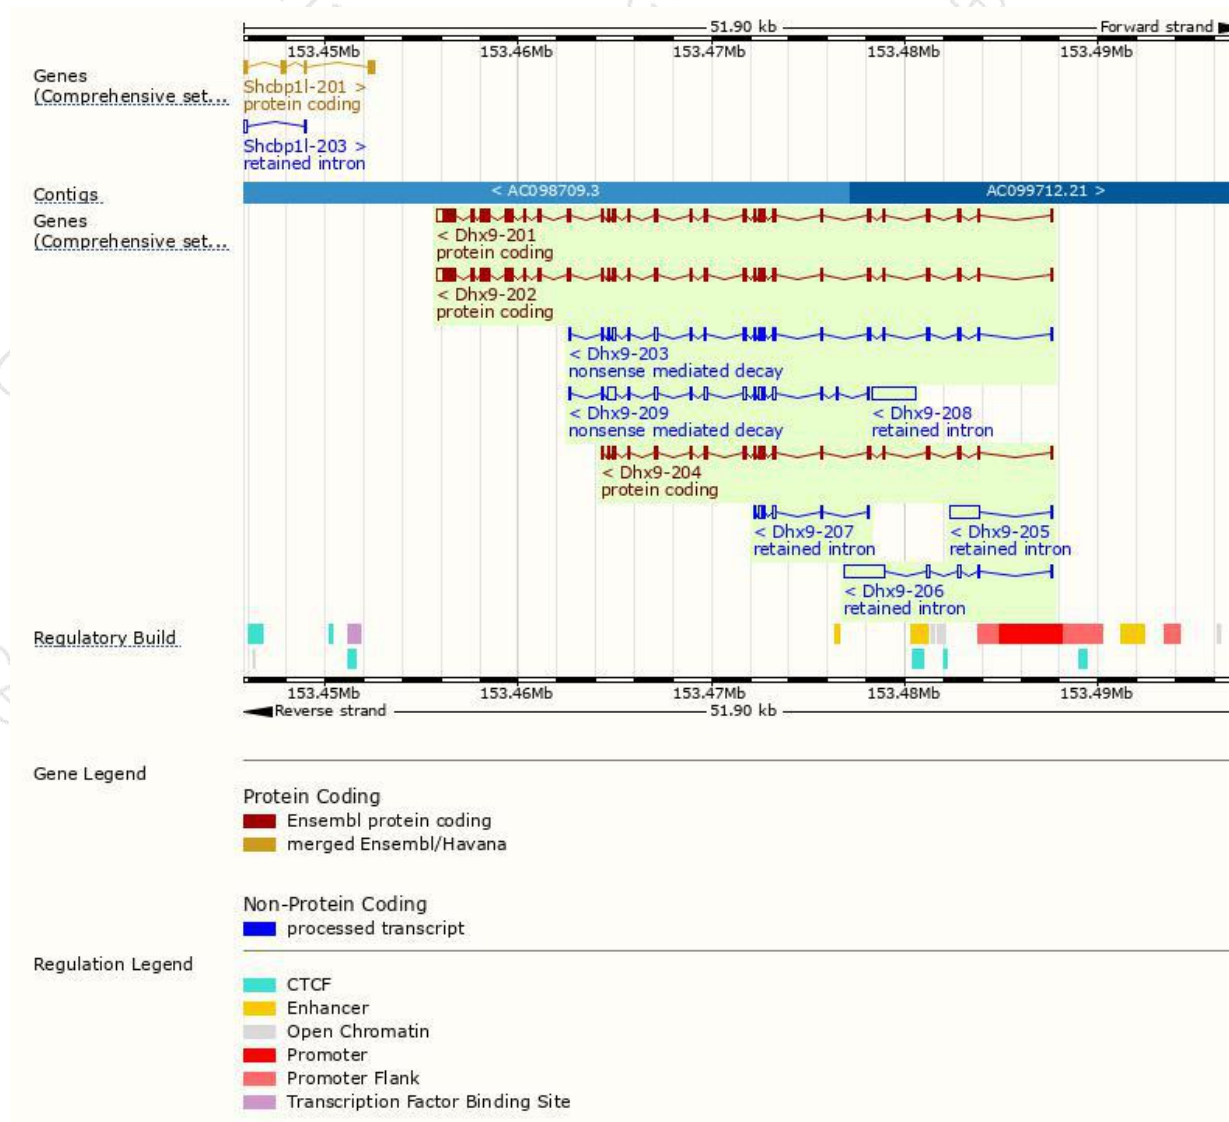 51.90 kb Forward strand
153.45Mb 153.46Mb 153.47Mb 153.48Mb 153.49Mb
Genes
(Comprehensive set...
Shcbp1l-201 >
protein coding
Shcbp1l-203 >
retained intron
Contigs
< AC098709.3 AC099712.21 >
Genes
(Comprehensive set...
< Dhx9-201
protein coding
< Dhx9-202
protein coding
< Dhx9-203
nonsense mediated decay
< Dhx9-209 < Dhx9-208
nonsense mediated decay retained intron
< Dhx9-204
protein coding
< Dhx9-207 < Dhx9-205
retained intron retained intron
< Dhx9-206
retained intron
Regulatory Build
153.45Mb 153.46Mb 153.47Mb 153.48Mb 153.49Mb
Reverse strand 51.90 kb
Gene Legend
Protein Coding
Ensembl protein coding
merged Ensembl/Havana
Non-Protein Coding
processed transcript
Regulation Legend
CTCF
Enhancer
Open Chromatin
Promoter
Promoter Flank
Transcription Factor Binding Site